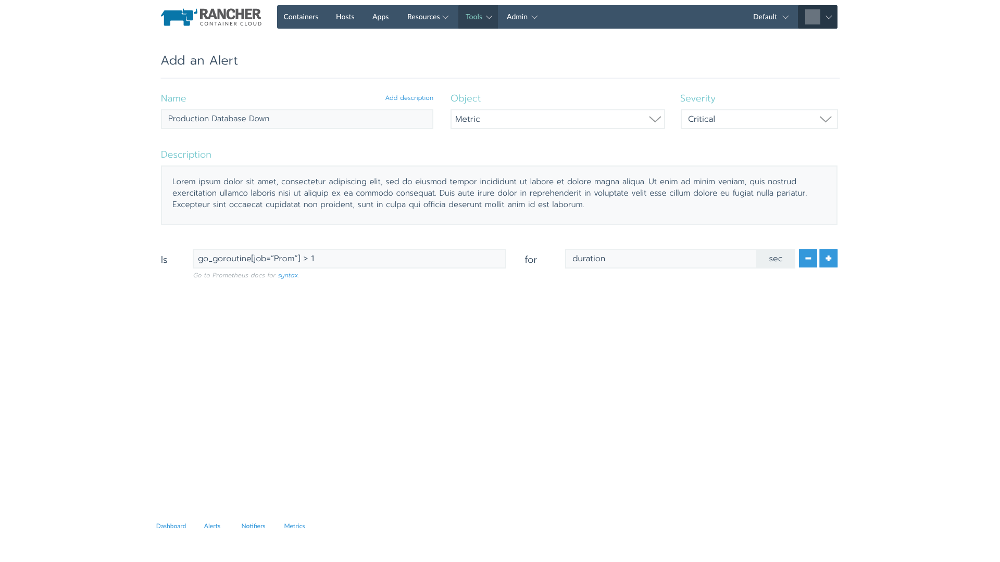 RANCHER
CONTAINER CLOUD
Containers Hosts Apps Resources Tools Admin Default
Add an Alert
Name Add description Object Severity
Production Database Down Metric Critical
Description
Lorem ipsum dolor sit amet, consectetur adipiscing elit, sed do eiusmod tempor incididunt ut labore et dolore magna aliqua. Ut enim ad minim veniam, quis nostrud
exercitation ullamco laboris nisi ut aliquip ex ea commodo consequat. Duis aute irure dolor in reprehenderit in voluptate velit esse cillum dolore eu fugiat nulla pariatur.
Excepteur sint occaecat cupidatat non proident, sunt in culpa qui officia deserunt mollit anim id est laborum.
Is go_goroutine[job=“Prom”] > 1 for duration sec
Go to Prometheus docs for syntax.
Dashboard Alerts Notifiers Metrics